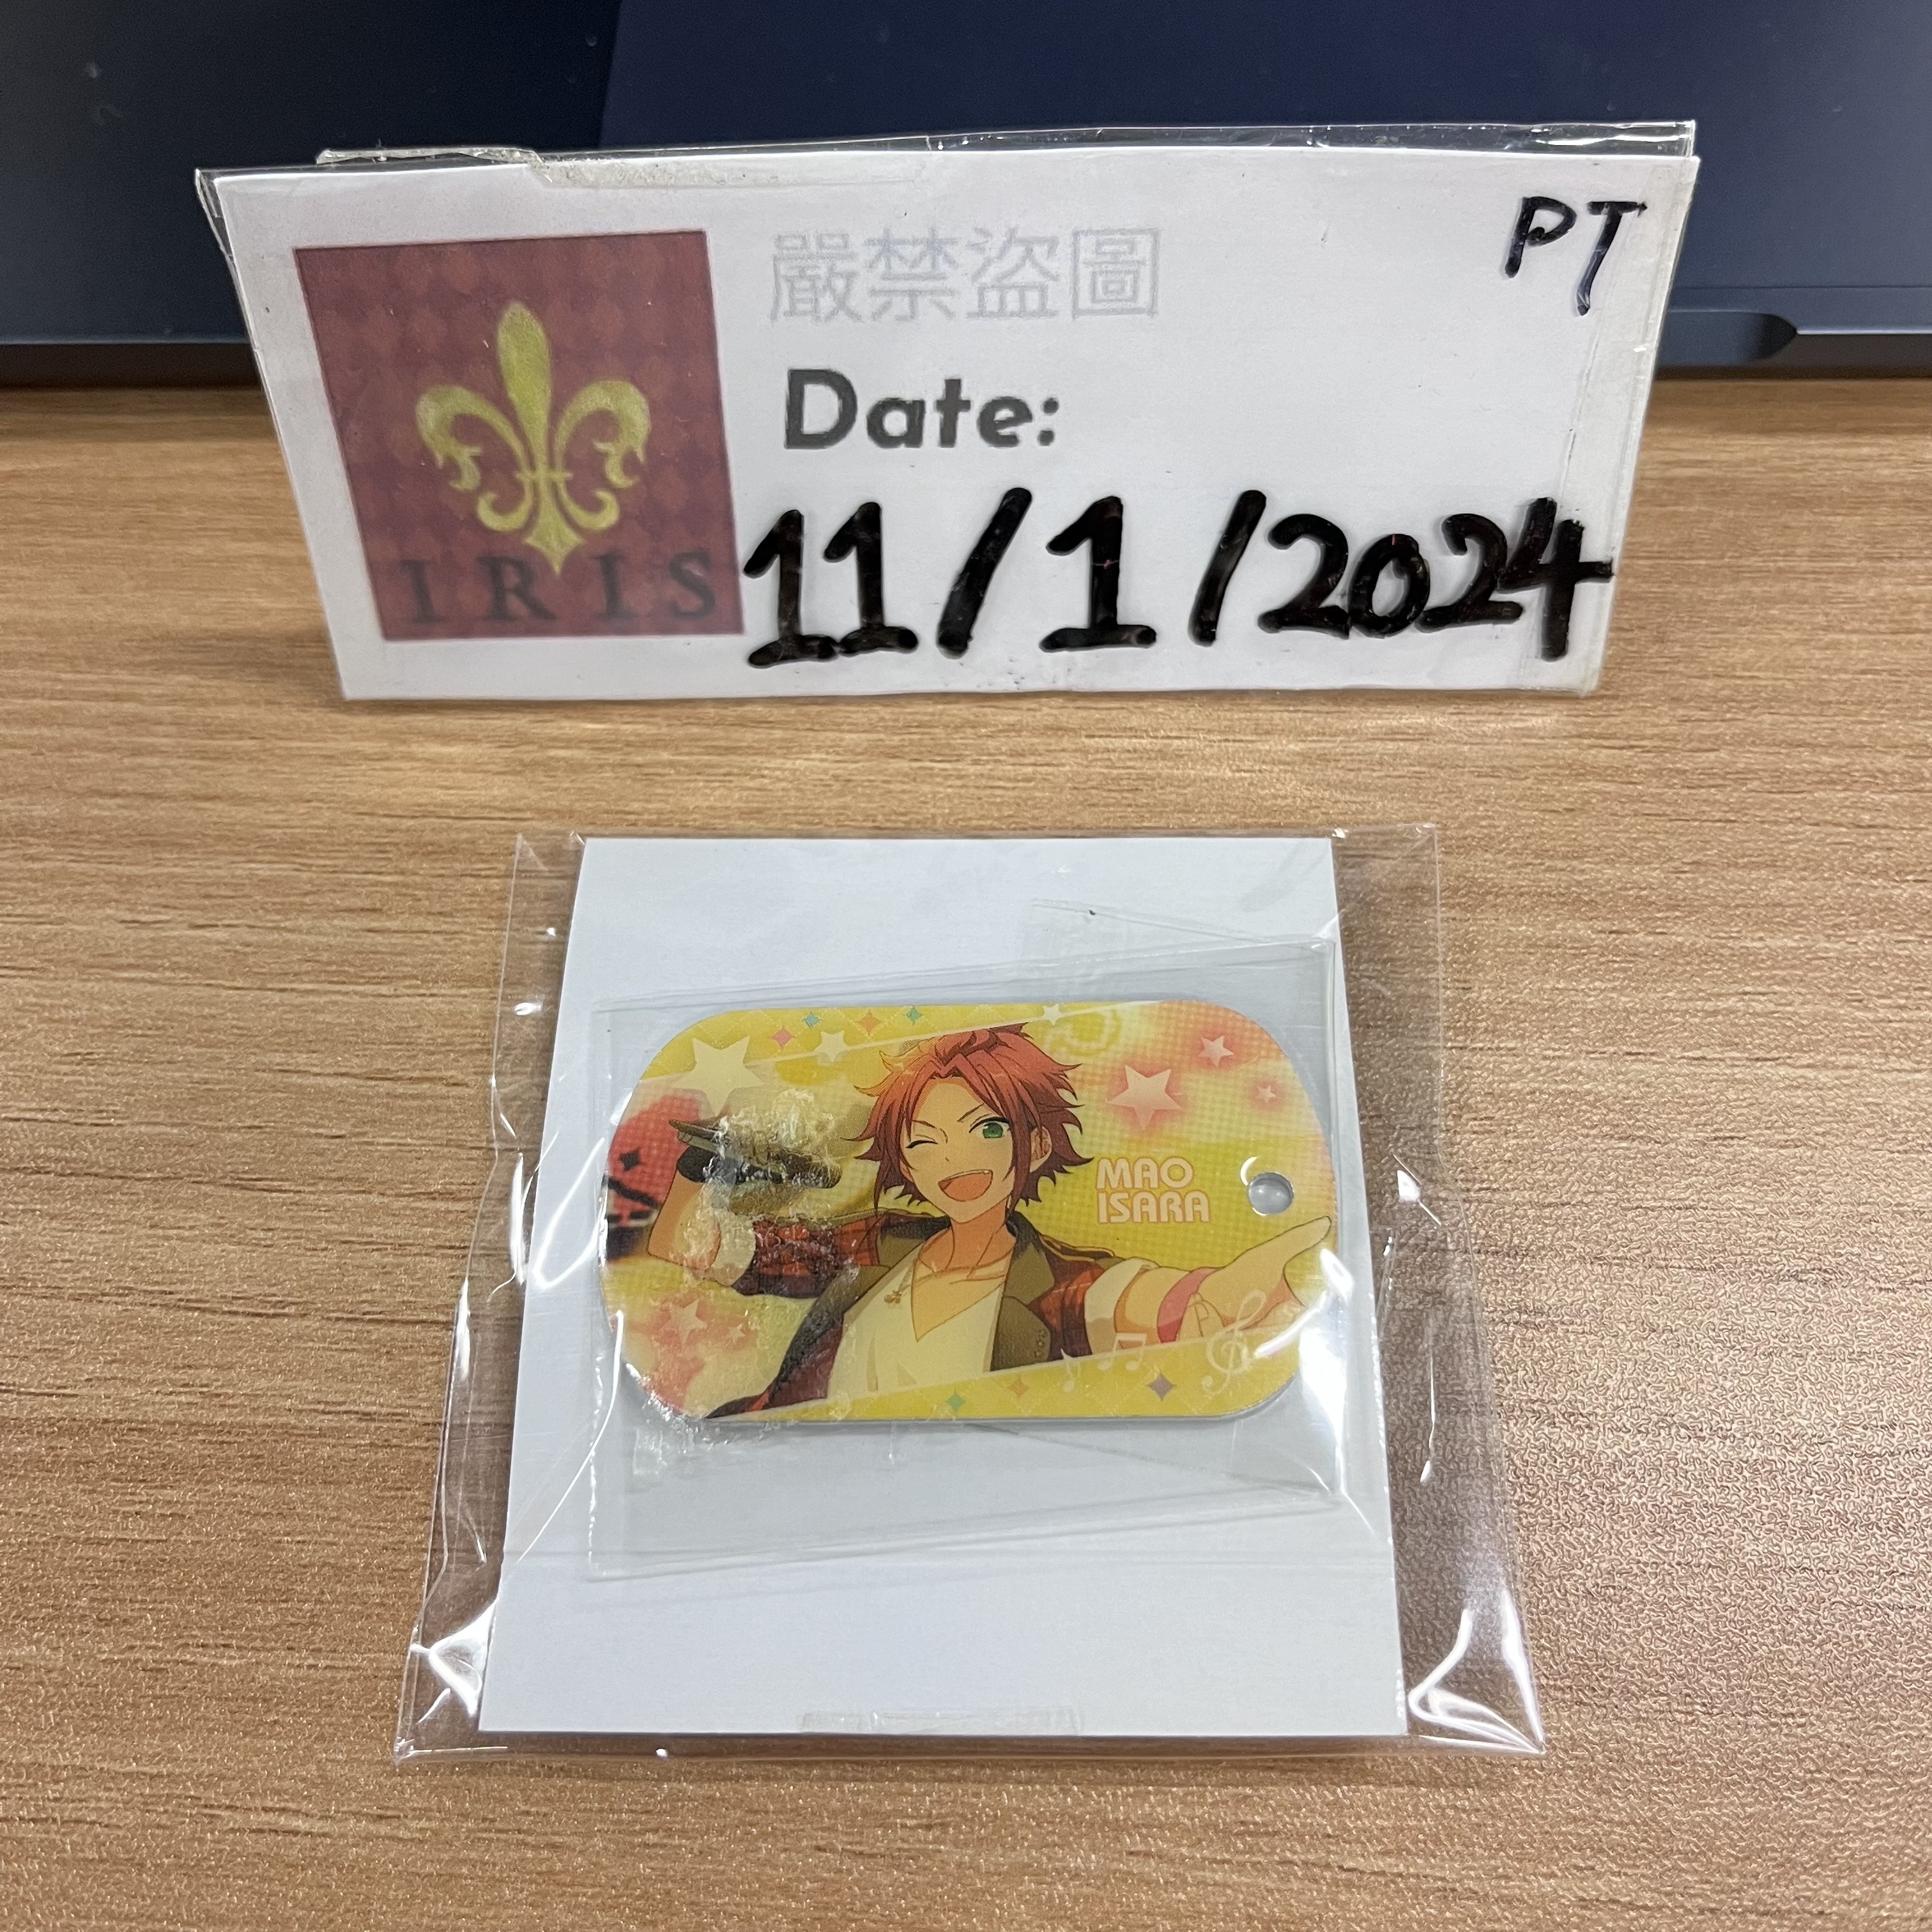 PT
嚴禁盜圖
Date:
11/1/2024
IRIS
MAO
ISARA